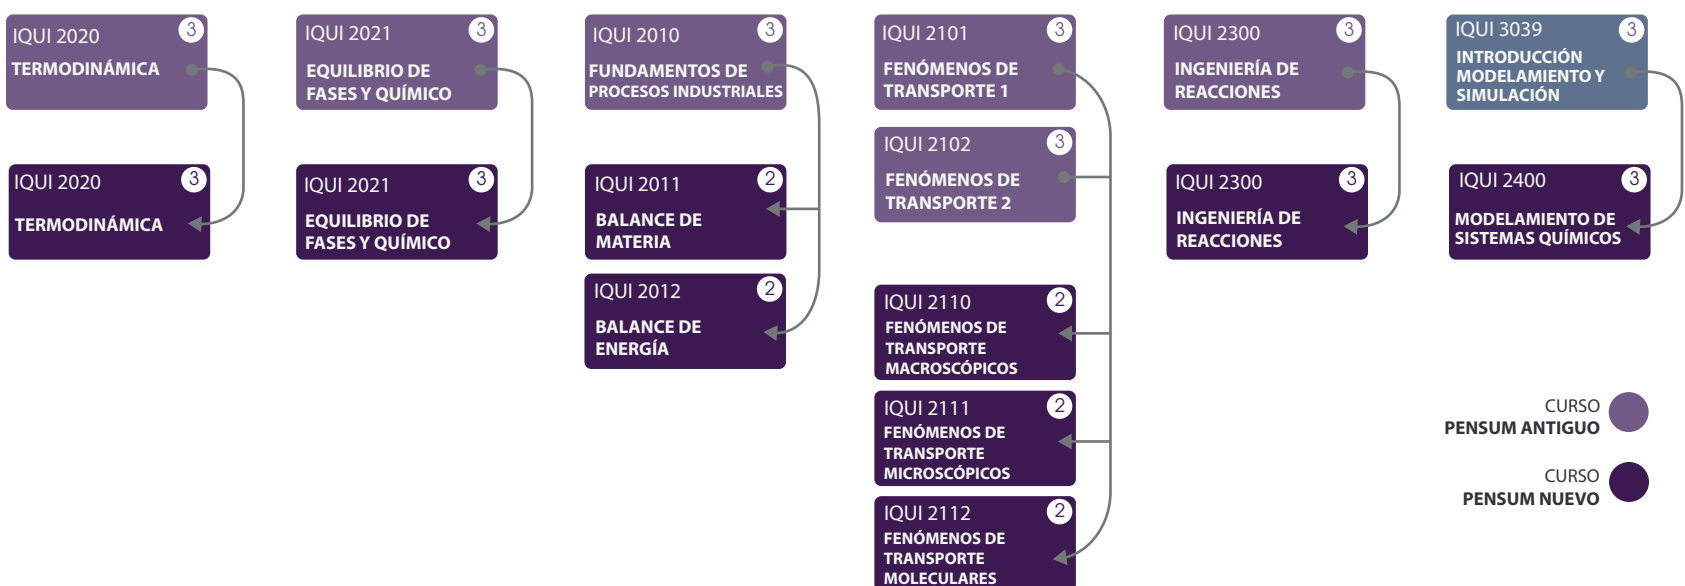 IQUI 2020
3
TERMODINÁMICA
IQUI 2020
3
TERMODINÁMICA
IQUI 2021
3
EQUILIBRIO DE
FASES Y QUÍMICO
IQUI 2021
3
EQUILIBRIO DE
FASES Y QUÍMICO
IQUI 2010
3
FUNDAMENTOS DE
PROCESOS INDUSTRIALES
IQUI 2011
2
BALANCE DE
MATERIA
IQUI 2012
2
BALANCE DE
ENERGÍA
IQUI 2101
3
FENÓMENOS DE
TRANSPORTE 1
IQUI 2102
3
FENÓMENOS DE
TRANSPORTE 2
IQUI 2110
2
FENÓMENOS DE
TRANSPORTE
MACROSCÓPICOS
IQUI 2111
2
FENÓMENOS DE
TRANSPORTE
MICROSCÓPICOS
IQUI 2112
2
FENÓMENOS DE
TRANSPORTE
MOLECULARES
IQUI 2300
3
INGENIERÍA DE
REACCIONES
IQUI 2300
3
INGENIERÍA DE
REACCIONES
IQUI 3039
3
INTRODUCCIÓN
MODELAMIENTO Y
SIMULACIÓN
IQUI 2400
3
MODELAMIENTO DE
SISTEMAS QUÍMICOS
CURSO
PENSUM ANTIGUO
CURSO
PENSUM NUEVO